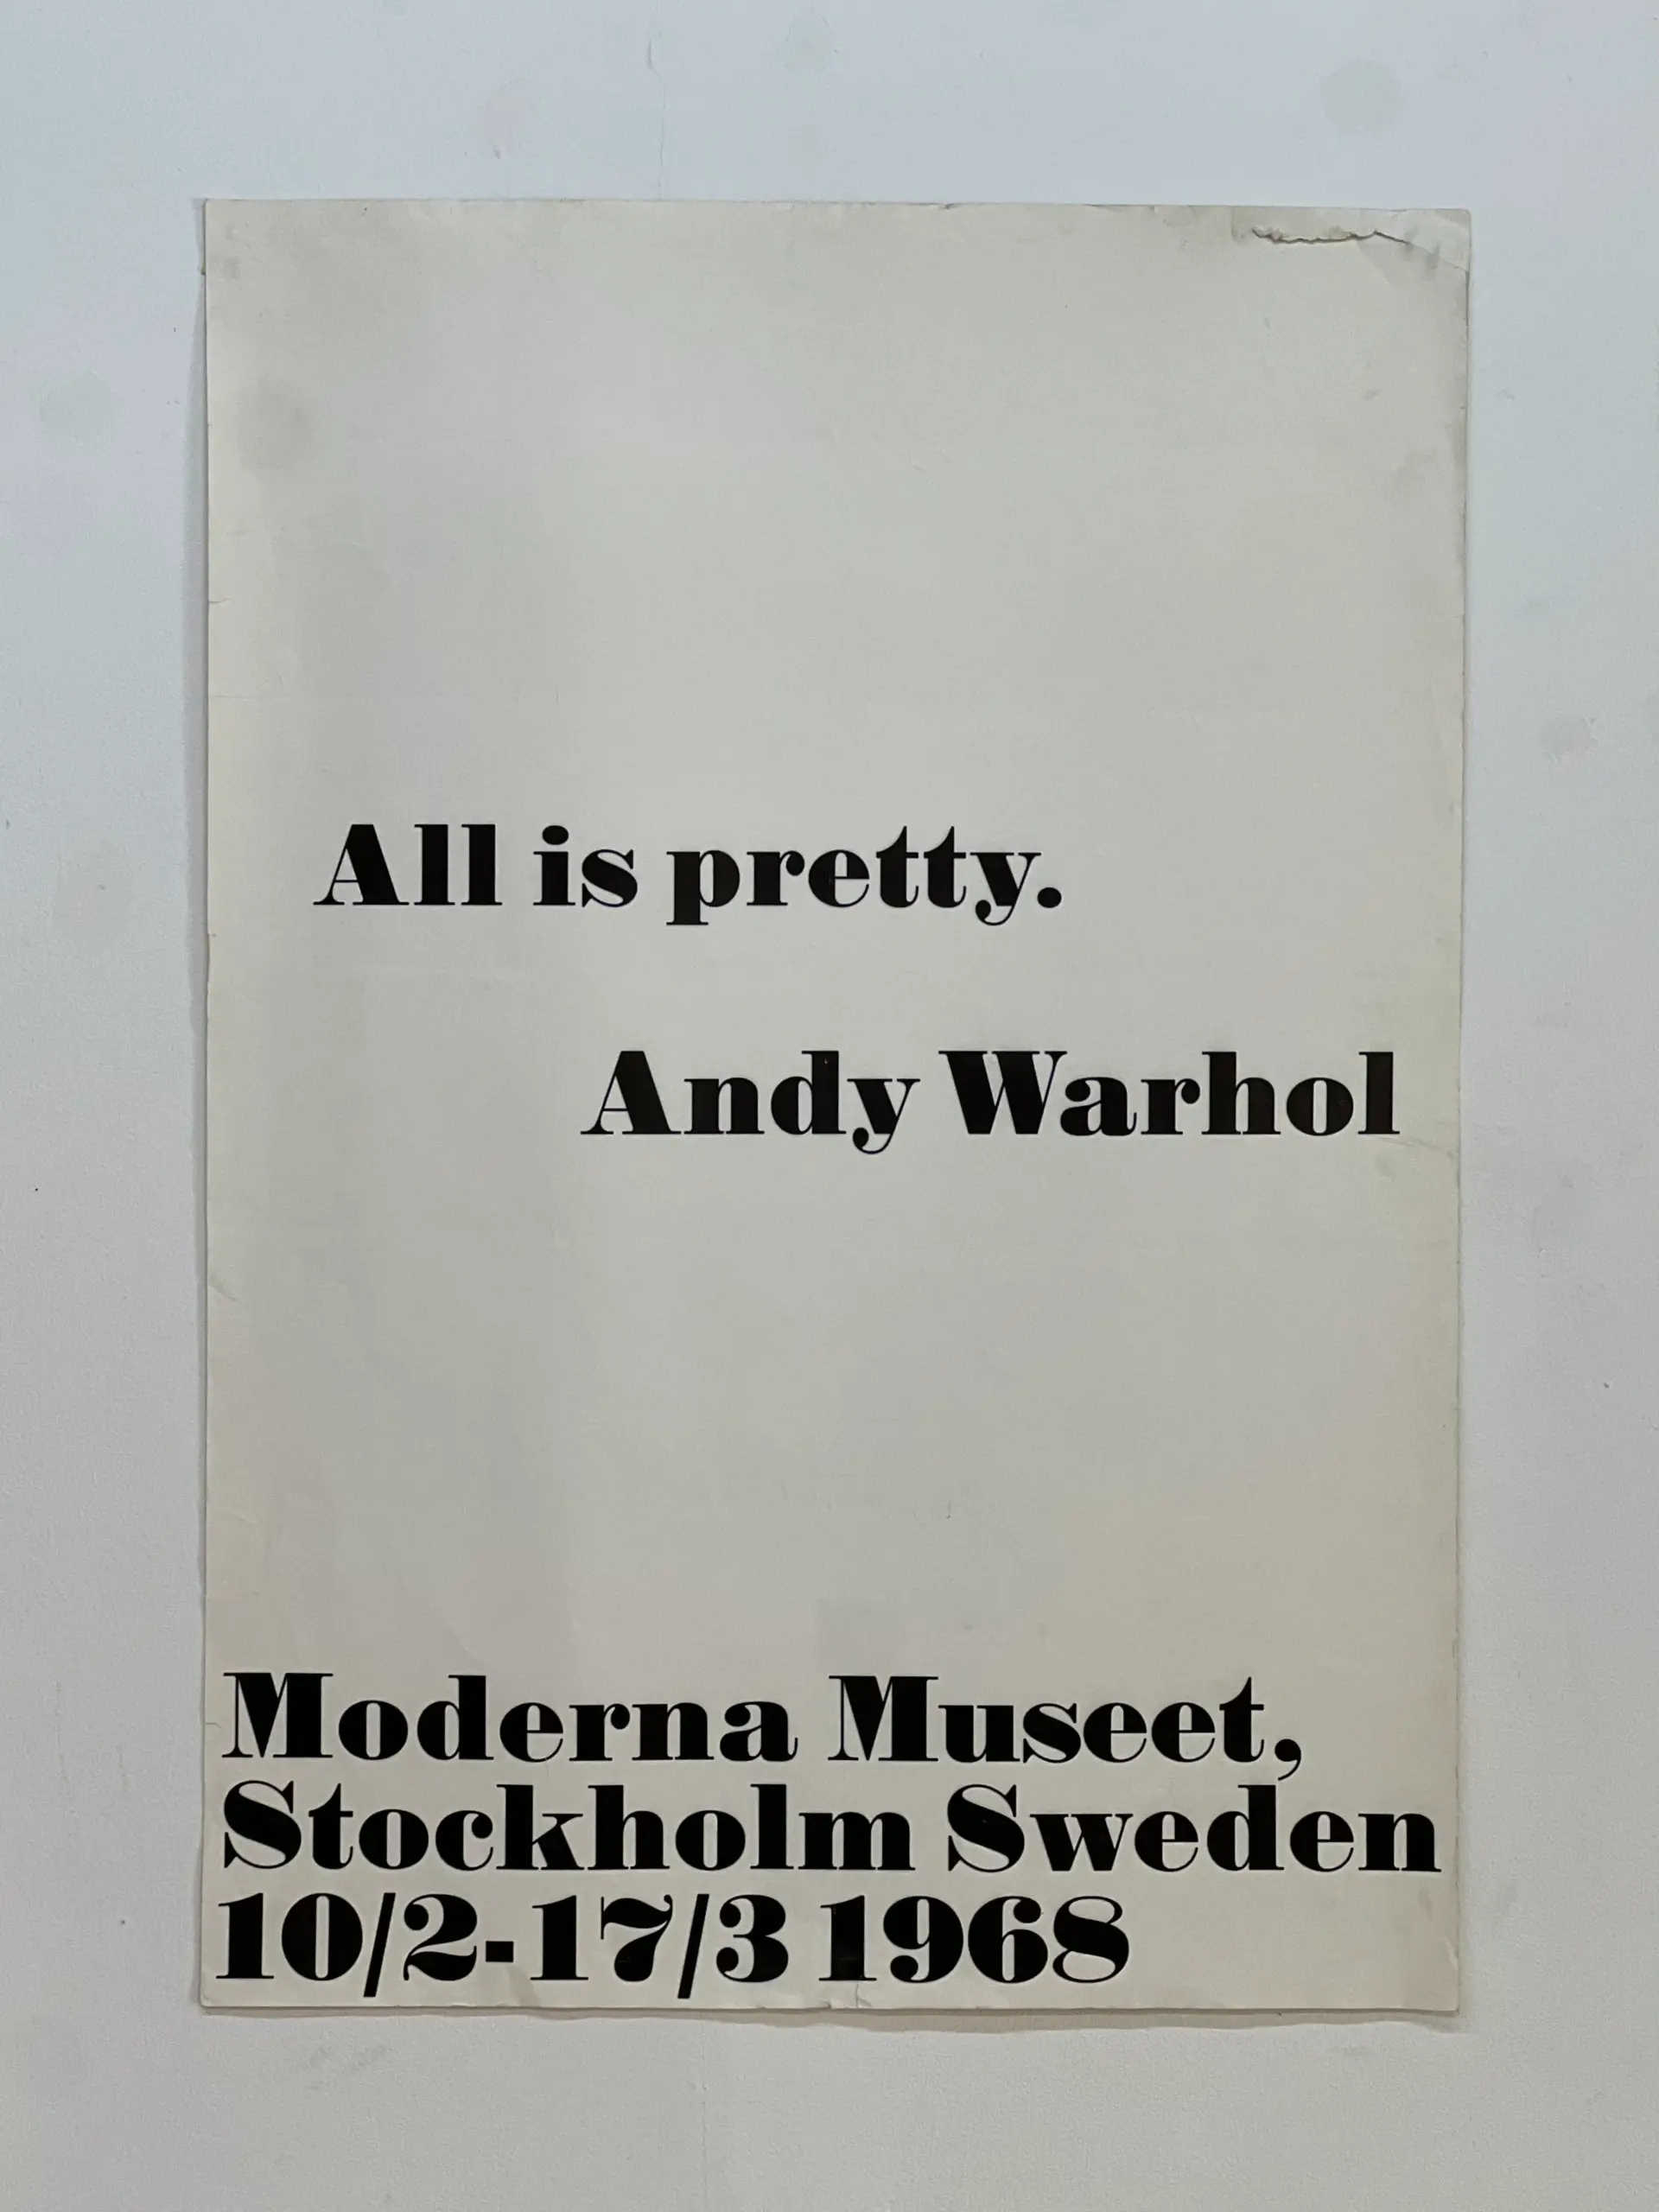 All is pretty.
Andy Warhol
Moderna Museet,
Stockholm Sweden
10/2-17/3 1968